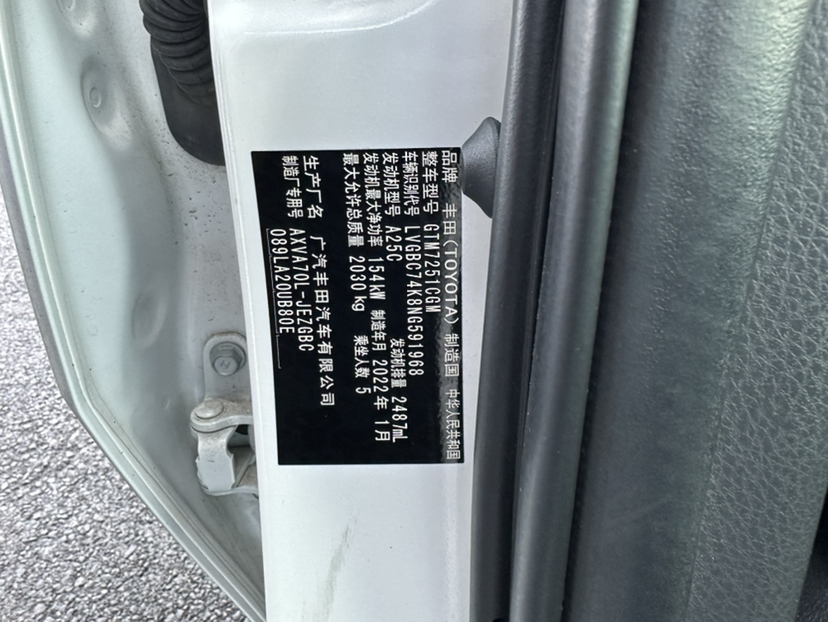 品牌 丰田(TOYOTA) 制造国 中华人民共和国
整车型号 GTM7251CGM
车辆识别代号 LVGBC74K8NG591968
发动机型号 A25C 发动机排量 2487mL
发动机最大净功率 154kW 制造年月 2022年 1月
最大允许总质量 2030kg 乘坐人数 5
生产厂名 广汽丰田汽车有限公司
制造厂专用号 AXVA70L-JEZGBC
089LA20UB80E